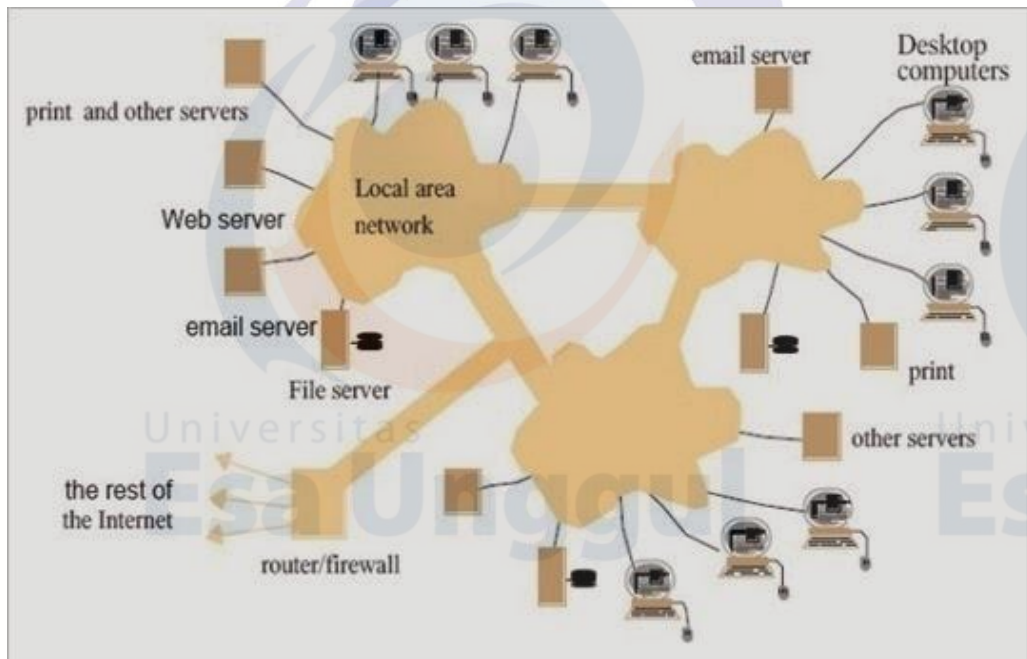 email server
Desktop
computers
print and other servers
Local area
network
Web server
email server
File server
print
other servers
the rest of
the Internet
router/firewall
Universitas
Esa Unggul
Uni
Es